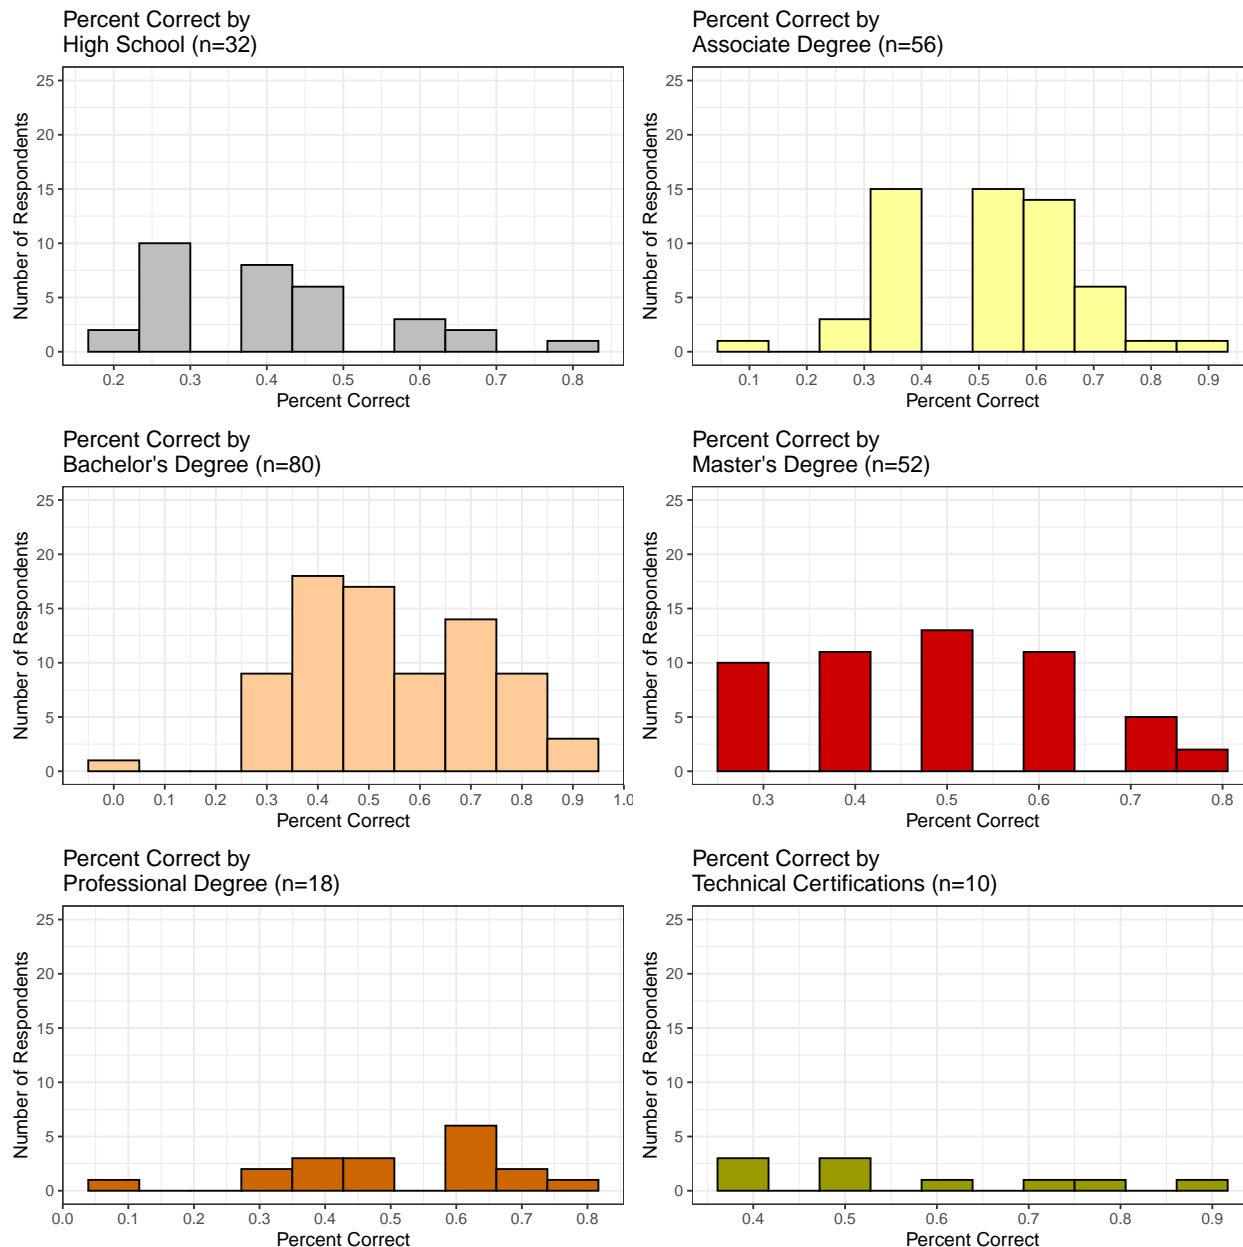 Percent Correct by
High School (n=32)
25
20
15
10
5
0
Number of Respondents
0.2 0.3 0.4 0.5 0.6 0.7 0.8
Percent Correct
Percent Correct by
Associate Degree (n=56)
25
20
15
10
5
0
Number of Respondents
0.1 0.2 0.3 0.4 0.5 0.6 0.7 0.8 0.9
Percent Correct
Percent Correct by
Bachelor's Degree (n=80)
25
20
15
10
5
0
Number of Respondents
0.0 0.1 0.2 0.3 0.4 0.5 0.6 0.7 0.8 0.9 1.0
Percent Correct
Percent Correct by
Master's Degree (n=52)
25
20
15
10
5
0
Number of Respondents
0.3 0.4 0.5 0.6 0.7 0.8
Percent Correct
Percent Correct by
Professional Degree (n=18)
25
20
15
10
5
0
Number of Respondents
0.0 0.1 0.2 0.3 0.4 0.5 0.6 0.7 0.8
Percent Correct
Percent Correct by
Technical Certifications (n=10)
25
20
15
10
5
0
Number of Respondents
0.4 0.5 0.6 0.7 0.8 0.9
Percent Correct